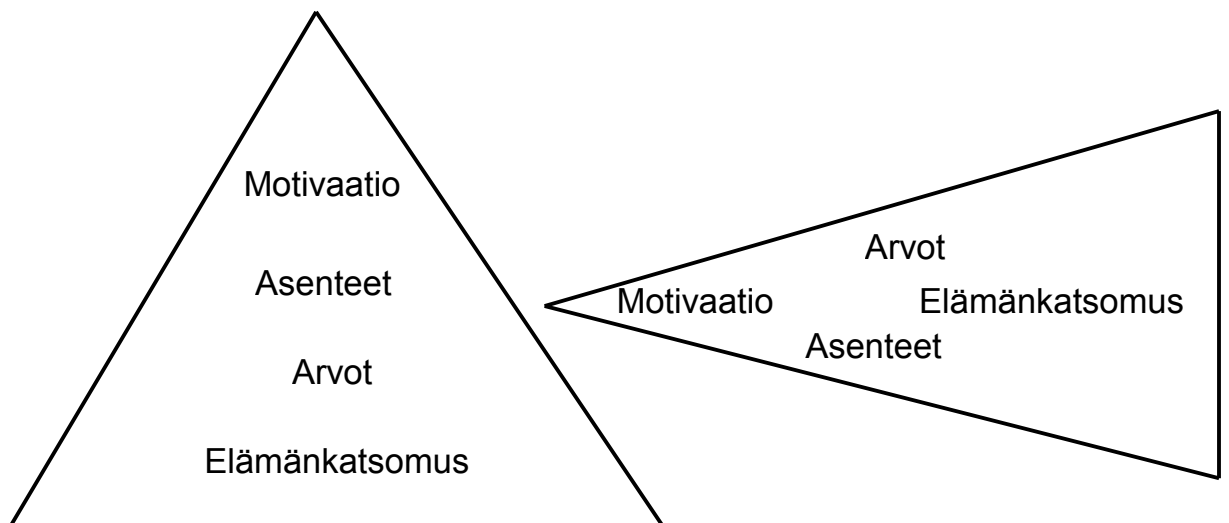 Motivaatio
Asenteet
Arvot
Elämänkatsomus
Arvot
Motivaatio
Elämänkatsomus
Asenteet